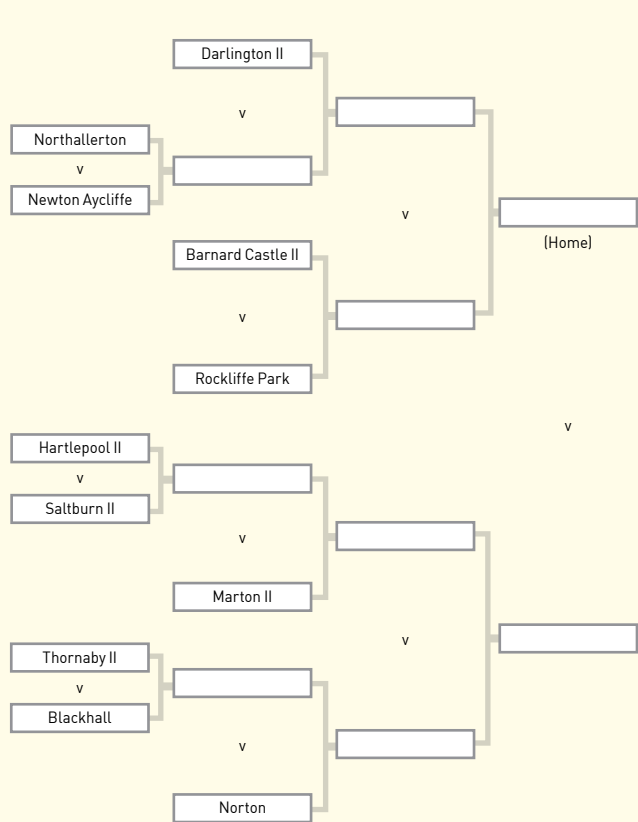 Darlington II
v
Northallerton
v
Newton Aycliffe
v
(Home)
Barnard Castle II
v
Rockliffe Park
v
Hartlepool II
v
Saltburn II
v
Marton II
v
Thornaby II
v
Blackhall
v
Norton